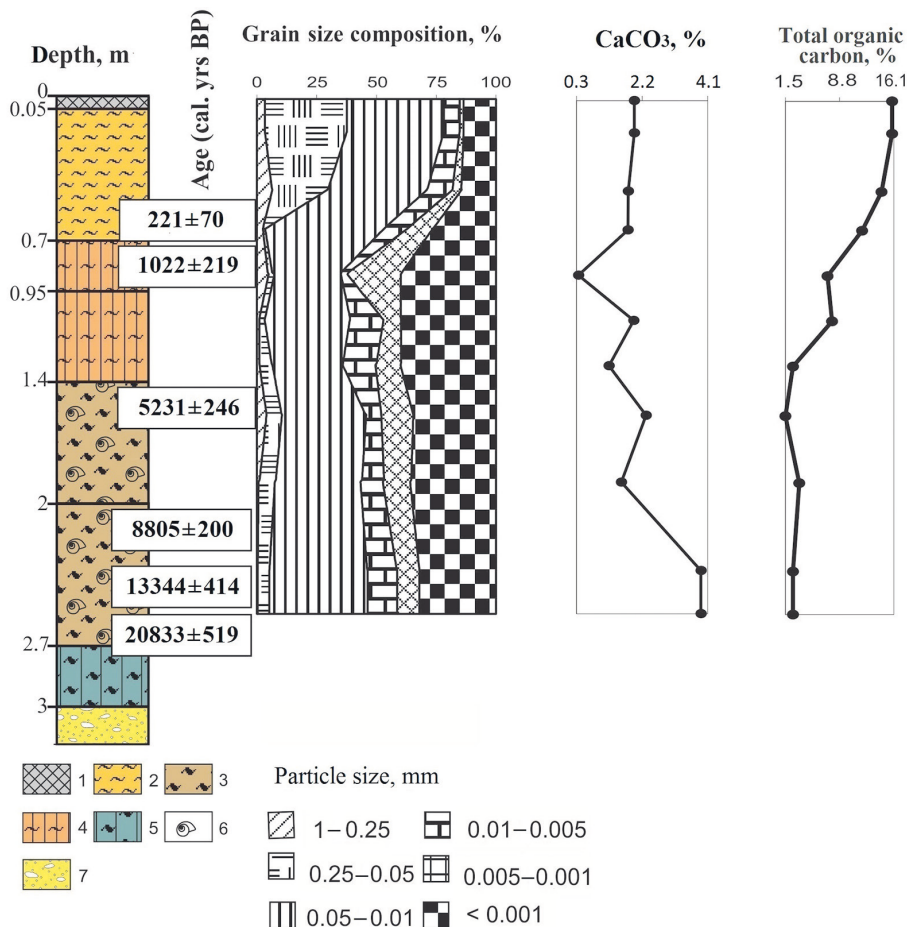 Depth, m
Age (cal. yrs BP)
Grain size composition, %
CaCO₃, %
Total organic
carbon, %
0 25 50 75 100
0.3 2.2 4.1
1.5 8.8 16.1
0
0.05
221±70
0.7
1022±219
0.95
1.4
5231±246
2
8805±200
13344±414
20833±519
2.7
3
1 2 3
4 5 6
7
Particle size, mm
1–0.25 0.01–0.005
0.25–0.05 0.005–0.001
0.05–0.01 < 0.001